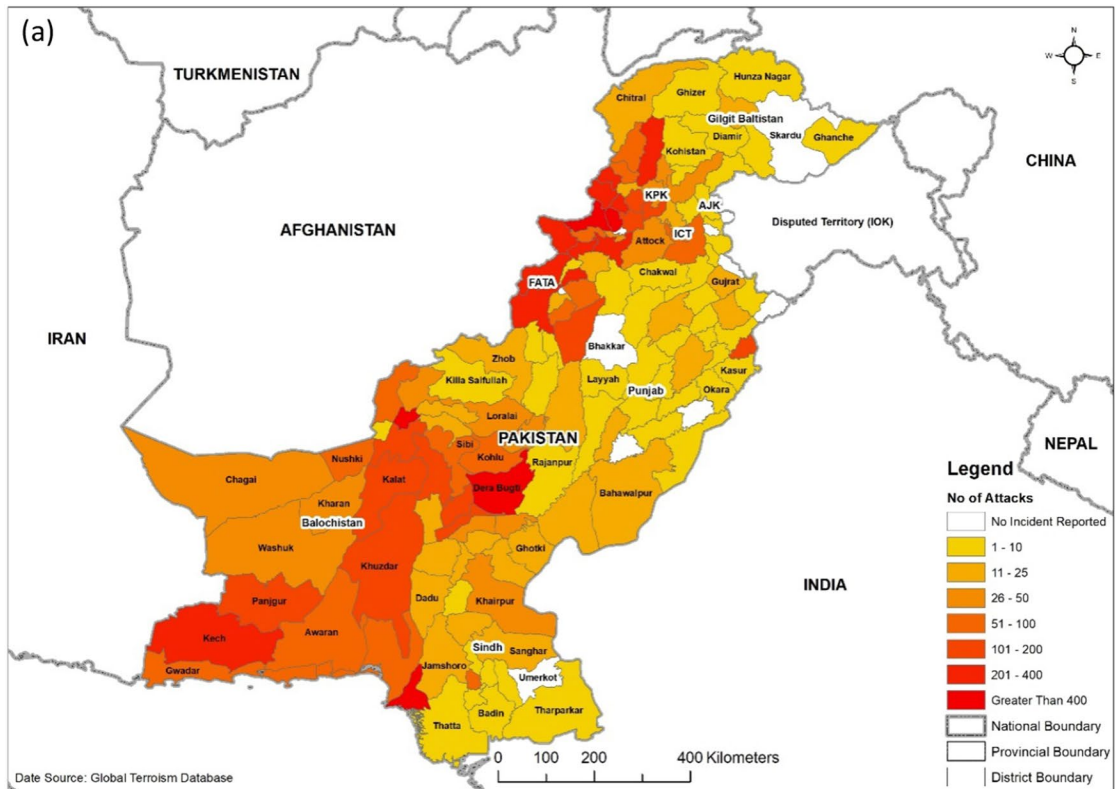 (a)
N
W E
S
TURKMENISTAN
Hunza Nagar
Chitral
Ghizer
Gilgit Baltistan
Diamir
Skardu
Ghanche
Kohistan
CHINA
KPK
AJK
Disputed Territory (IOK)
AFGHANISTAN
ICT
Attock
Chakwal
FATA
Gujrat
IRAN
Bhakkar
Zhob
Kasur
Killa Saifullah
Layyah
Punjab
Okara
Loralai
PAKISTAN
Sibi
NEPAL
Nushki
Kohlu
Rajanpur
Chagai
Kalat
Dera Bugti
Bahawalpur
Kharan
Balochistan
Washuk
Ghotki
Khuzdar
INDIA
Dadu
Khairpur
Panjgur
Awaran
Kech
Sindh
Sanghar
Gwadar
Jamshoro
Umerkot
Thatta
Badin
Tharparkar
Legend
No of Attacks
No Incident Reported
1 - 10
11 - 25
26 - 50
51 - 100
101 - 200
201 - 400
Greater Than 400
National Boundary
Provincial Boundary
District Boundary
0 100 200 400 Kilometers
Date Source: Global Terroism Database